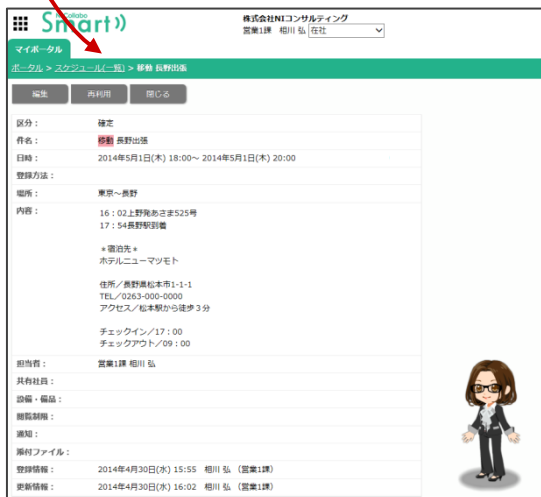 NI Collabo
Smart
株式会社NIコンサルティング
営業1課 相川 弘 在社
マイポータル
ポータル > スケジュール(一覧) > 移動 長野出張
編集 再利用 閉じる
区分： 確定
件名： 移動 長野出張
日時： 2014年5月1日(木) 18:00～ 2014年5月1日(木) 20:00
登録方法：
場所： 東京～長野
内容： 16：02上野発あさま525号
17：54長野駅到着
＊宿泊先＊
ホテルニューマツモト
住所／長野県松本市1-1-1
TEL／0263-000-0000
アクセス／松本駅から徒歩３分
チェックイン／17：00
チェックアウト／09：00
担当者： 営業1課 相川 弘
共有社員：
設備・備品：
閲覧制限：
通知：
添付ファイル：
登録情報： 2014年4月30日(水) 15:55 相川 弘 （営業1課）
更新情報： 2014年4月30日(水) 16:02 相川 弘 （営業1課）